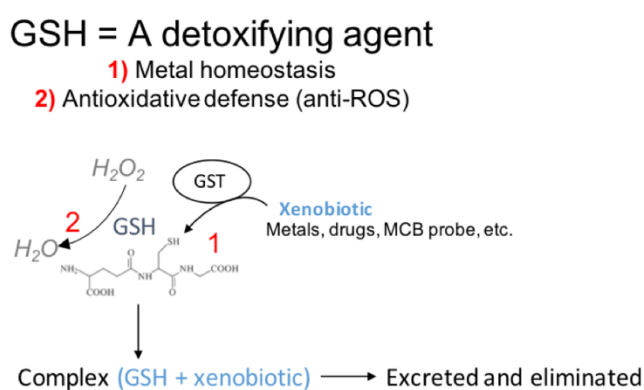 GSH = A detoxifying agent
1) Metal homeostasis
2) Antioxidative defense (anti-ROS)
H₂O₂
GST
Xenobiotic
Metals, drugs, MCB probe, etc.
2
GSH
1
H₂O
SH
O
NH₂
NH
NH
COOH
COOH
O
Complex (GSH + xenobiotic)
Excreted and eliminated